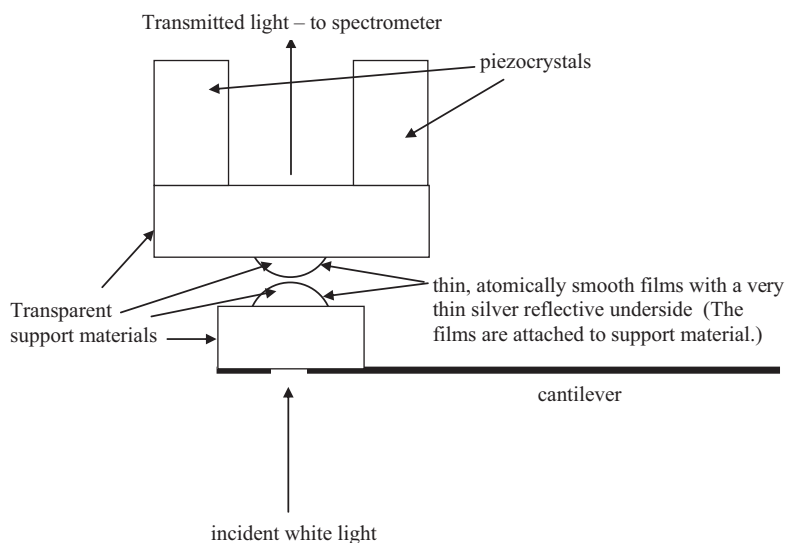 Transmitted light – to spectrometer
piezocrystals
thin, atomically smooth films with a very
thin silver reflective underside (The
films are attached to support material.)
Transparent
support materials
cantilever
incident white light